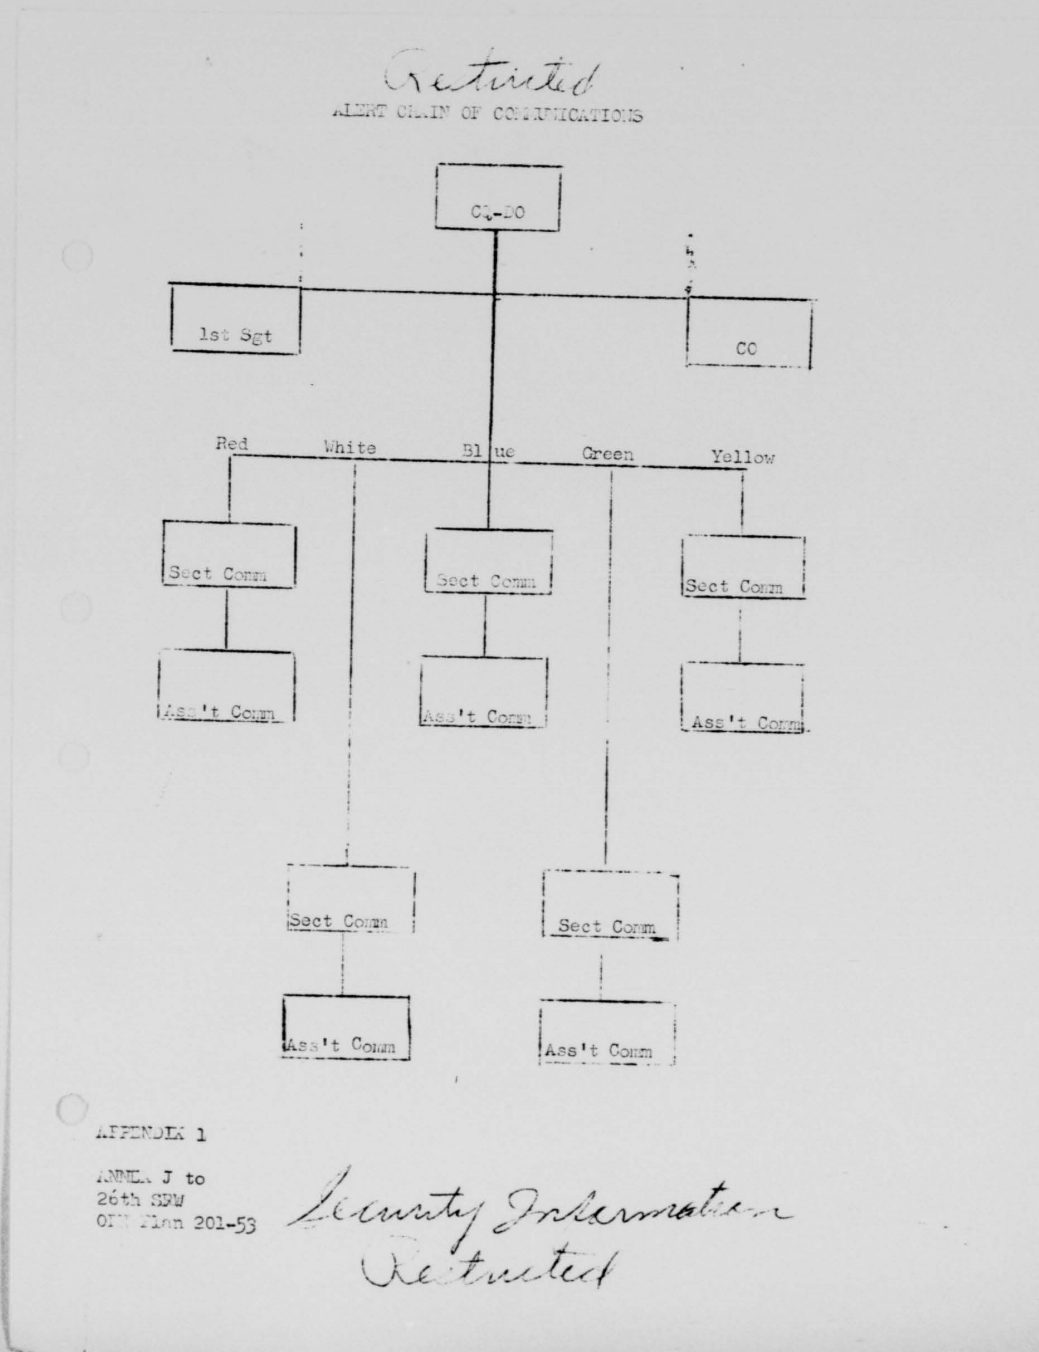 Restricted
ALERT CHAIN OF COMMUNICATIONS
CQ-DO
1st Sgt
CO
Red White Blue Green Yellow
Sect Comm Sect Comm Sect Comm
Ass't Comm Ass't Comm Ass't Comm
Sect Comm Sect Comm
Ass't Comm Ass't Comm
APPENDIX 1
ANNEX J to
26th SRW
OPN Plan 201-53
Security Information
Restricted